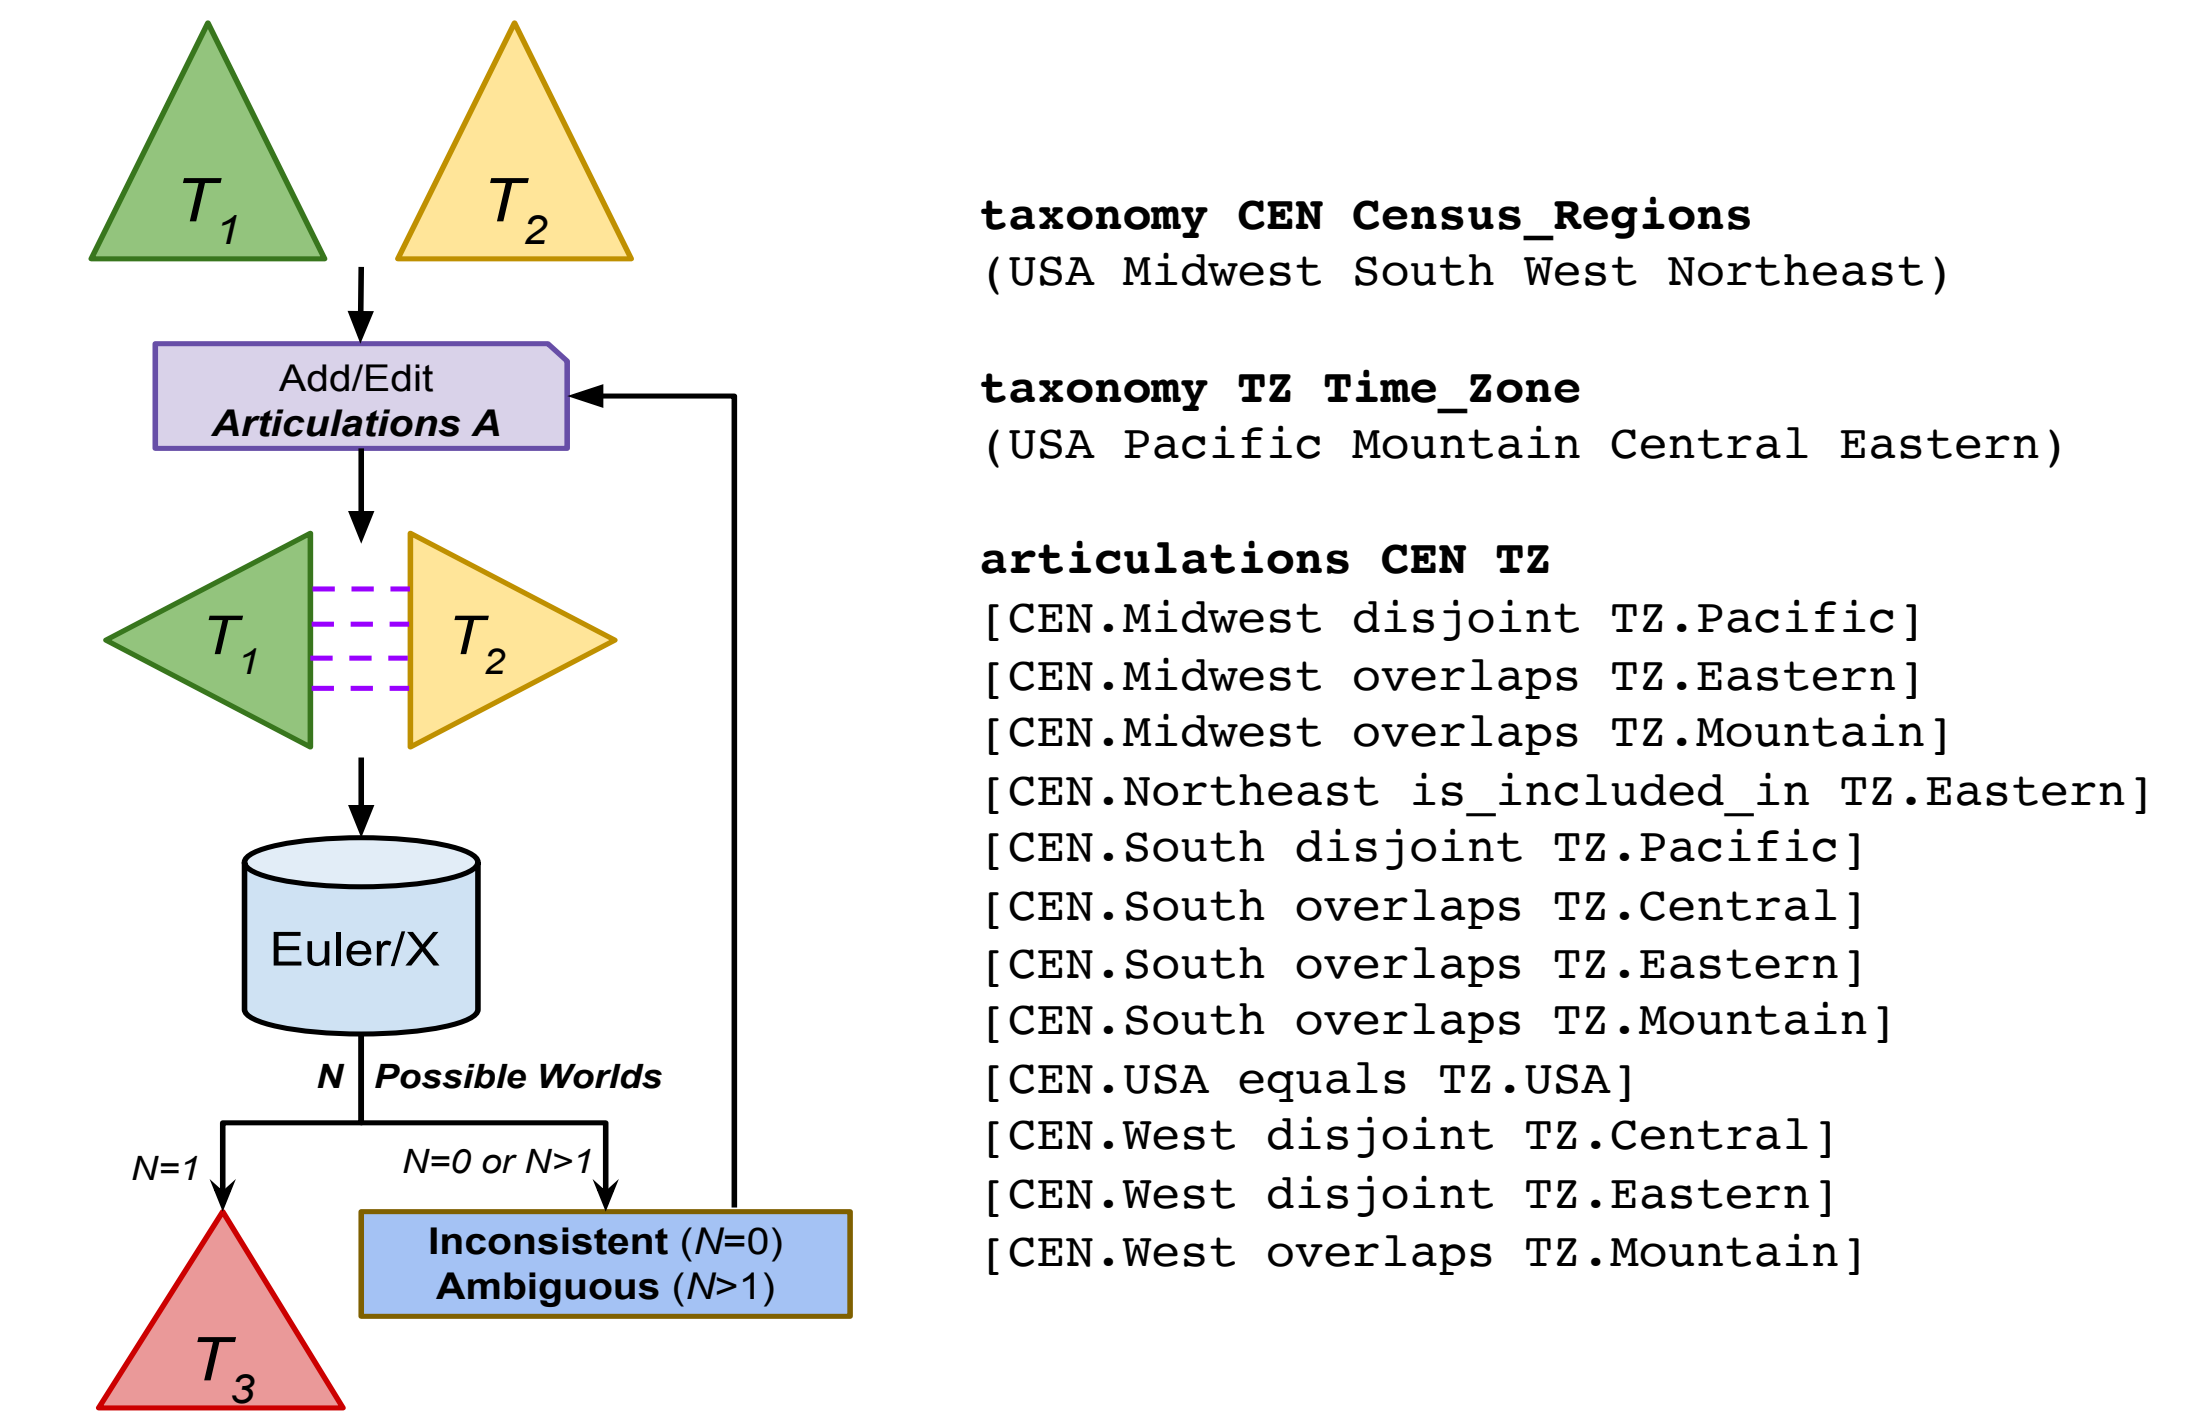 T1
T2
Add/Edit
Articulations A
T1
T2
Euler/X
N Possible Worlds
N=1
N=0 or N>1
Inconsistent (N=0)
Ambiguous (N>1)
T3
taxonomy CEN Census_Regions
(USA Midwest South West Northeast)
taxonomy TZ Time_Zone
(USA Pacific Mountain Central Eastern)
articulations CEN TZ
[CEN.Midwest disjoint TZ.Pacific]
[CEN.Midwest overlaps TZ.Eastern]
[CEN.Midwest overlaps TZ.Mountain]
[CEN.Northeast is_included_in TZ.Eastern]
[CEN.South disjoint TZ.Pacific]
[CEN.South overlaps TZ.Central]
[CEN.South overlaps TZ.Eastern]
[CEN.South overlaps TZ.Mountain]
[CEN.USA equals TZ.USA]
[CEN.West disjoint TZ.Central]
[CEN.West disjoint TZ.Eastern]
[CEN.West overlaps TZ.Mountain]